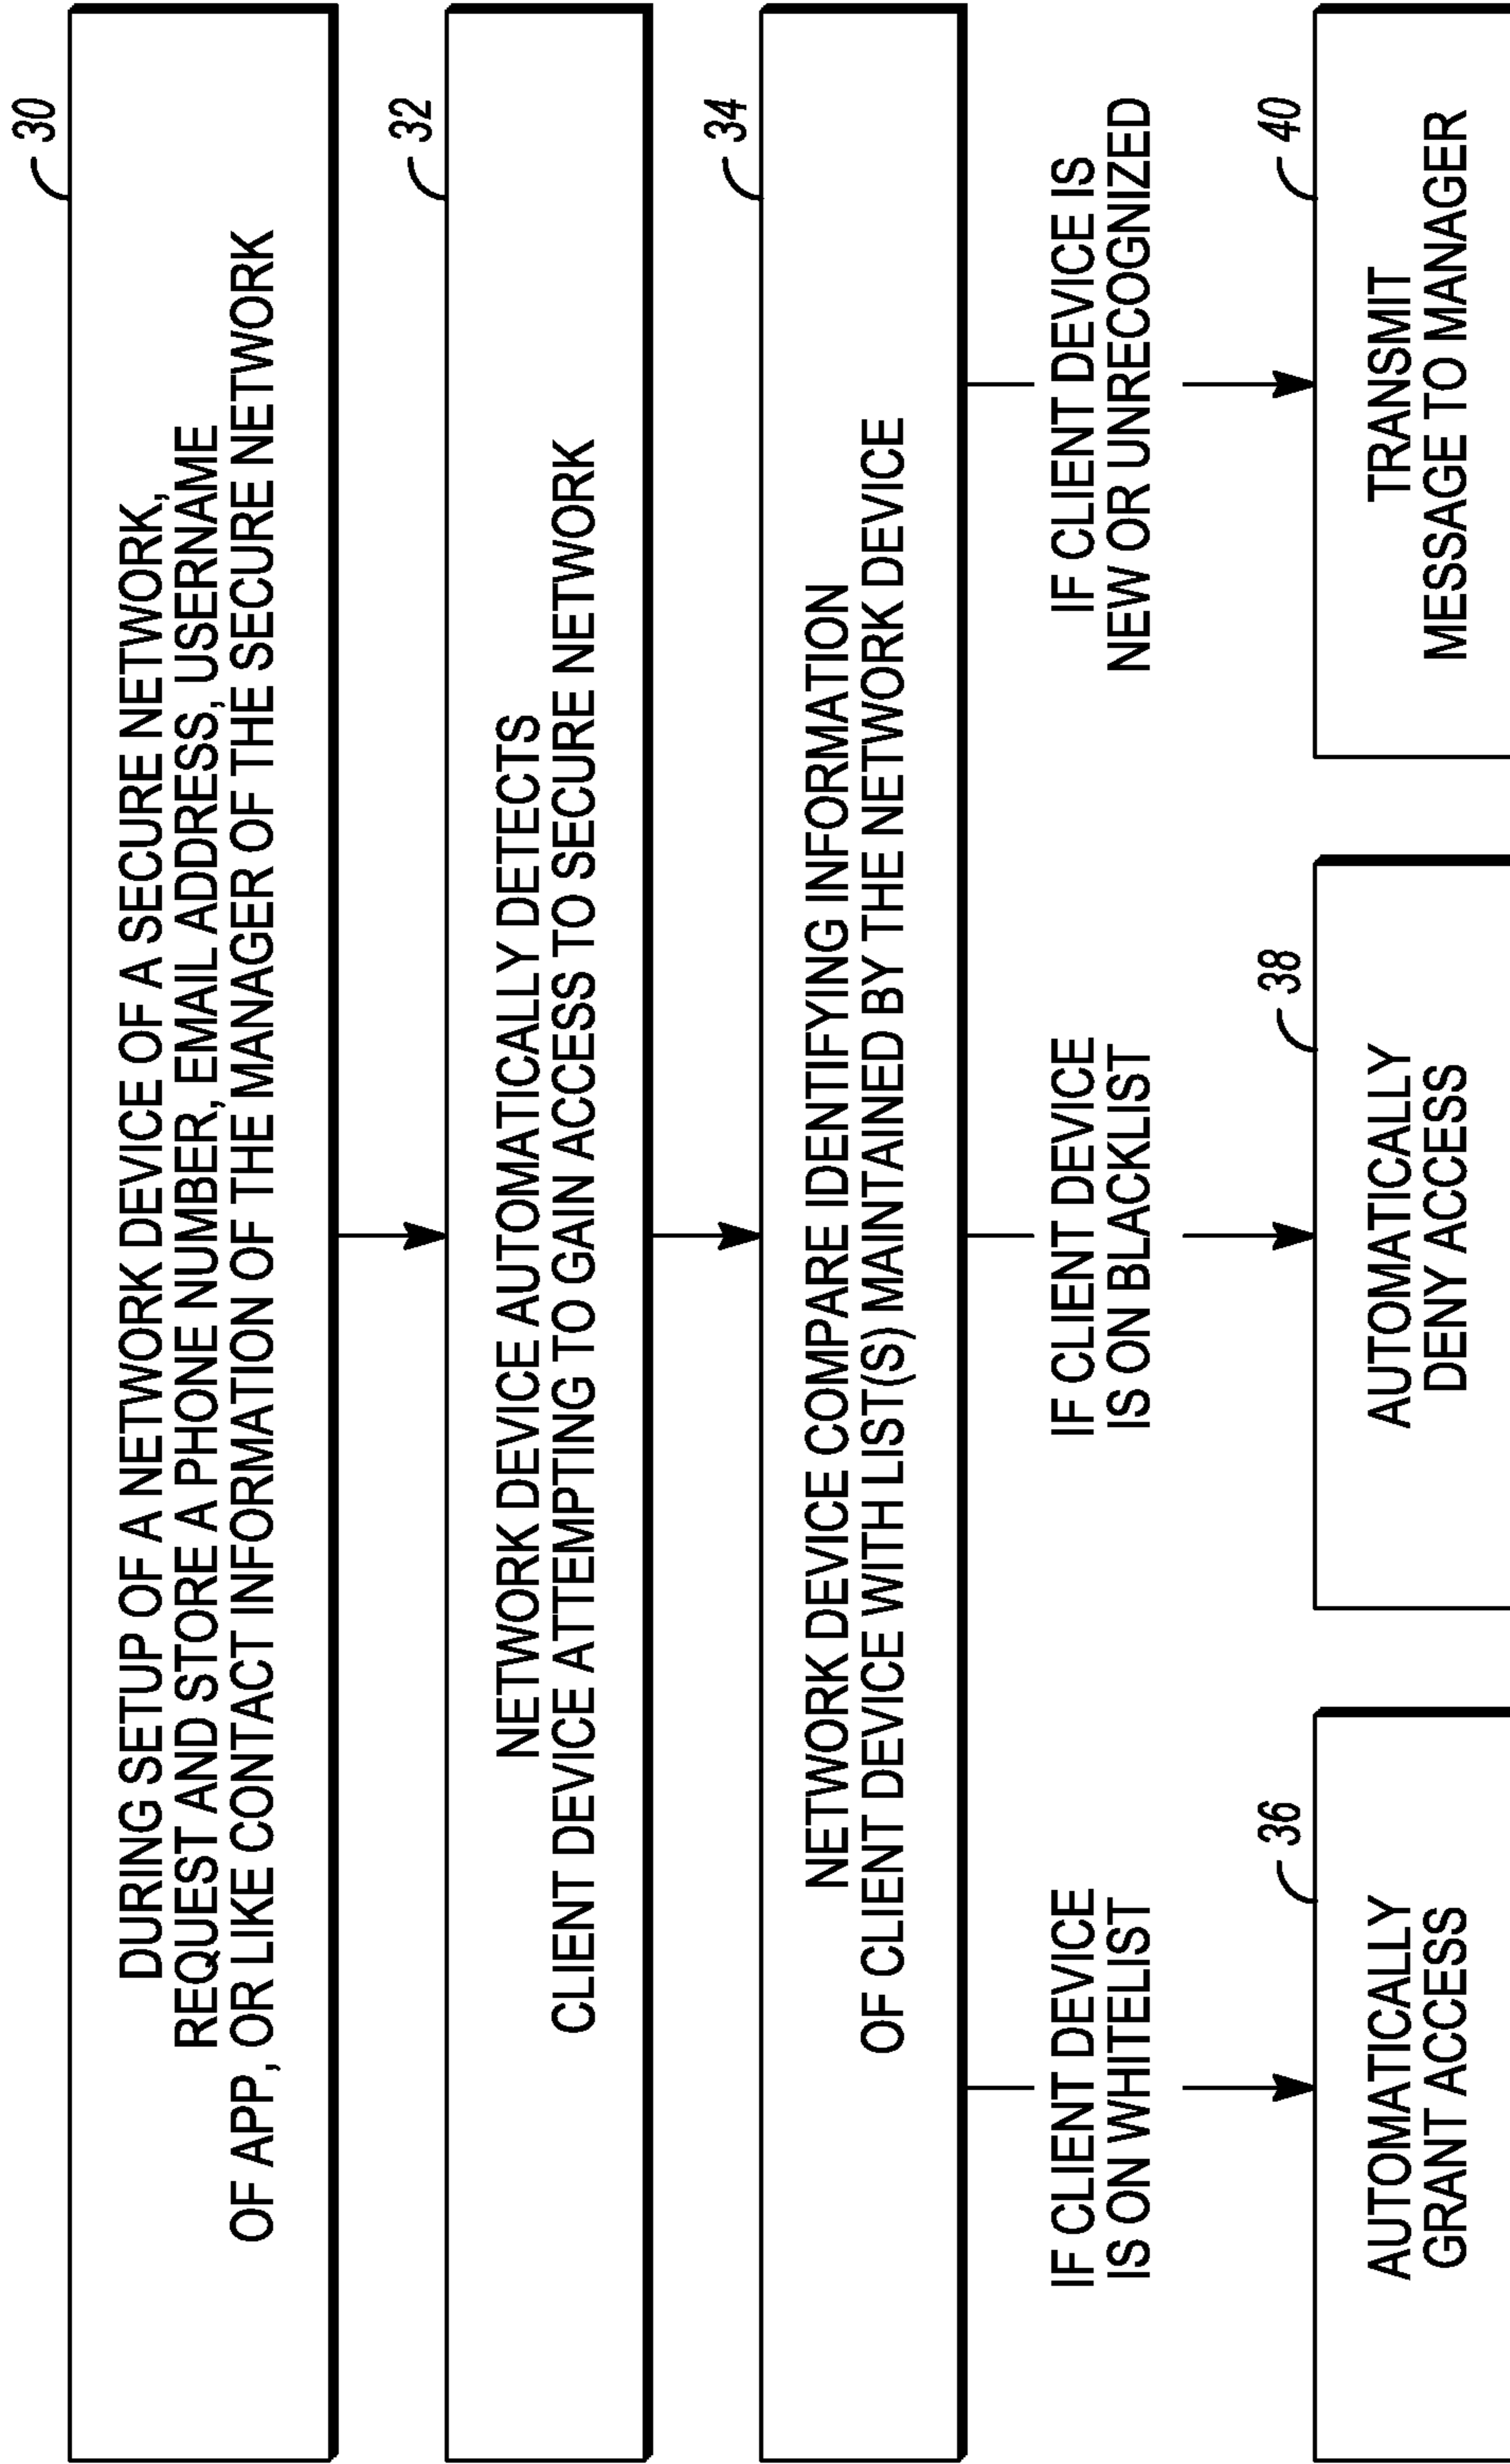 30
DURING SETUP OF A NETWORK DEVICE OF A SECURE NETWORK,
REQUEST AND STORE A PHONE NUMBER, EMAIL ADDRESS, USERNAME
OF APP, OR LIKE CONTACT INFORMATION OF THE MANAGER OF THE SECURE NETWORK
32
NETWORK DEVICE AUTOMATICALLY DETECTS
CLIENT DEVICE ATTEMPTING TO GAIN ACCESS TO SECURE NETWORK
34
NETWORK DEVICE COMPARE IDENTIFYING INFORMATION
OF CLIENT DEVICE WITH LIST(S) MAINTAINED BY THE NETWORK DEVICE
IF CLIENT DEVICE
IS ON WHITELIST
IF CLIENT DEVICE
IS ON BLACKLIST
IF CLIENT DEVICE IS
NEW OR UNRECOGNIZED
36
AUTOMATICALLY
GRANT ACCESS
38
AUTOMATICALLY
DENY ACCESS
40
TRANSMIT
MESSAGE TO MANAGER